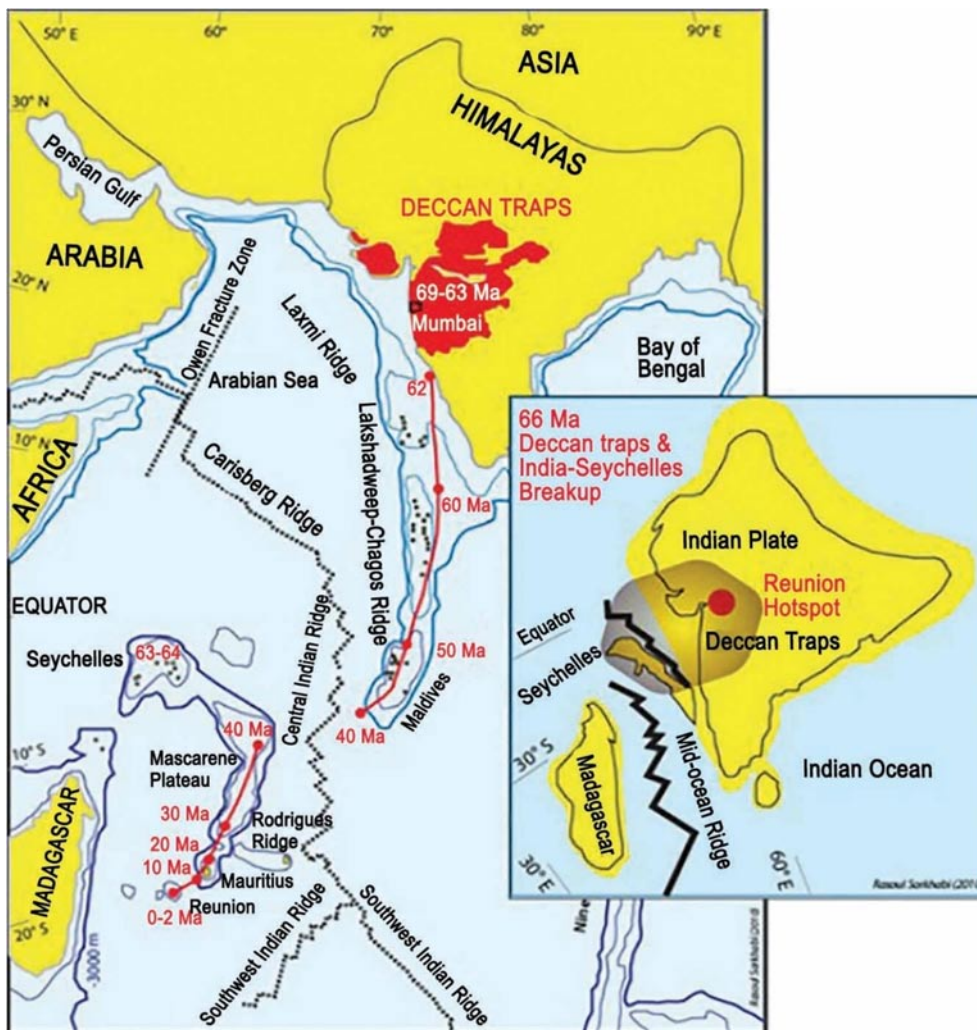 50° E
60°
70°
90° E
ASIA
HIMALAYAS
30° N
Persian Gulf
DECCAN TRAPS
ARABIA
20° N
Owen Fracture Zone
69-63 Ma
Mumbai
Laxmi Ridge
Bay of
Bengal
Arabian Sea
62
10° N
AFRICA
Carisberg Ridge
Lakshadweep-Chagos Ridge
60 Ma
EQUATOR
Seychelles
63-64
Central Indian Ridge
50 Ma
Maldives
40 Ma
10° S
40 Ma
Mascarene
Plateau
30 Ma
Rodrigues
Ridge
20 Ma
10 Ma
Mauritius
Reunion
0-2 Ma
MADAGASCAR
20° S
-3000 m
Southwest Indian Ridge
Southwest Indian Ridge
Nine
Rasoul Sorkhabi 2010
66 Ma
Deccan traps &
India-Seychelles
Breakup
Indian Plate
Reunion
Hotspot
Equator
Deccan Traps
Seychelles
30° S
Madagascar
Mid-ocean Ridge
Indian Ocean
30° E
60° E
Rasoul Sorkhabi (2010